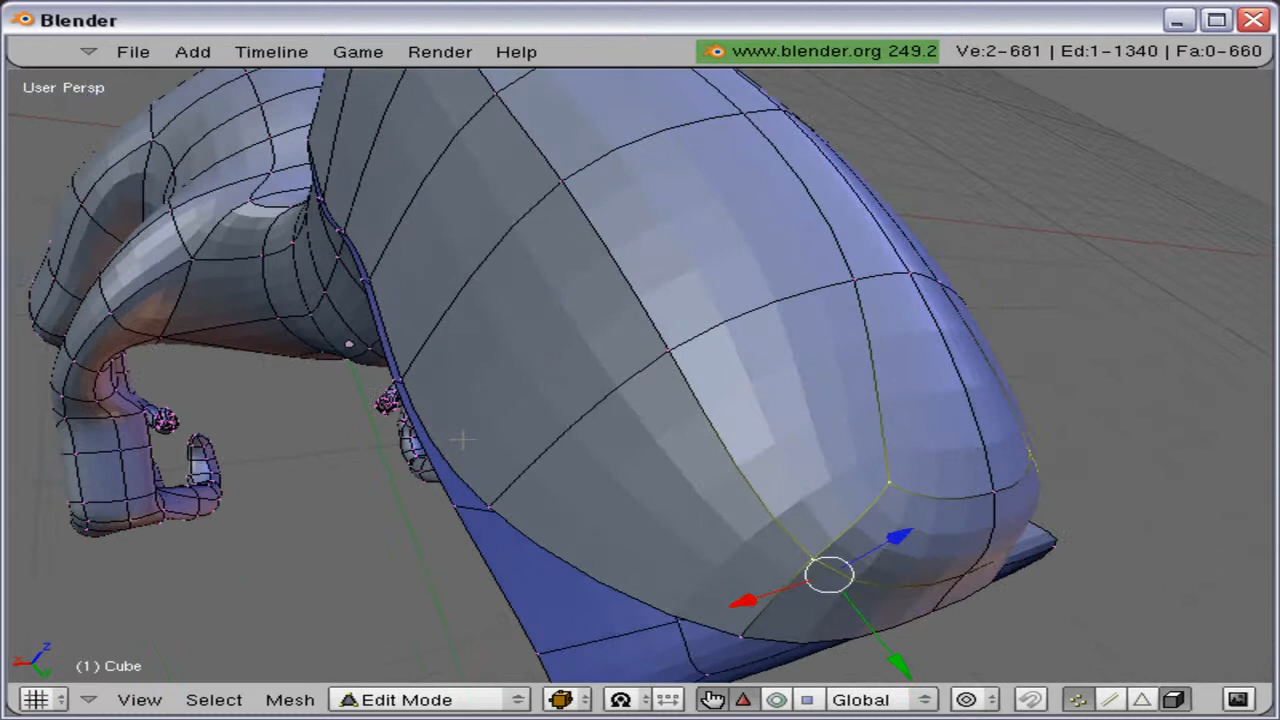 Blender
File Add Timeline Game Render Help www.blender.org 249.2 Ve:2-681 | Ed:1-1340 | Fa:0-660
User Persp
z
x
y
(1) Cube
View Select Mesh Edit Mode Global